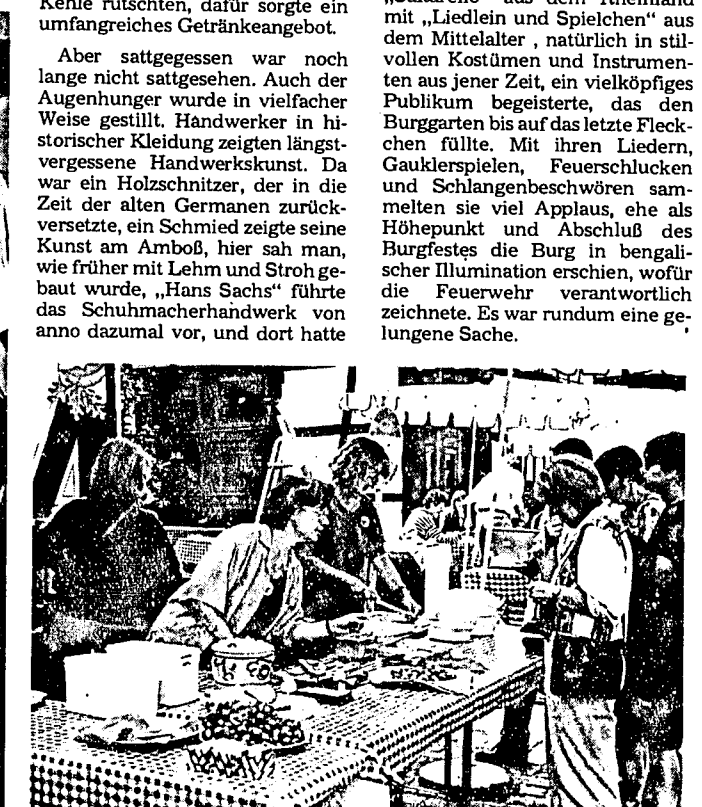 Kehle rutschten, dafür sorgte ein
umfangreiches Getränkeangebot.
Aber sattgegessen war noch
lange nicht sattgesehen. Auch der
Augenhunger wurde in vielfacher
Weise gestillt. Handwerker in hi-
storischer Kleidung zeigten längst-
vergessene Handwerkskunst. Da
war ein Holzschnitzer, der in die
Zeit der alten Germanen zurück-
versetzte, ein Schmied zeigte seine
Kunst am Amboß, hier sah man,
wie früher mit Lehm und Stroh ge-
baut wurde, „Hans Sachs“ führte
das Schuhmacherhandwerk von
anno dazumal vor, und dort hatte
aus dem Rheinland
mit „Liedlein und Spielchen“ aus
dem Mittelalter , natürlich in stil-
vollen Kostümen und Instrumen-
ten aus jener Zeit, ein vielköpfiges
Publikum begeisterte, das den
Burggarten bis auf das letzte Fleck-
chen füllte. Mit ihren Liedern,
Gauklerspielen, Feuerschlucken
und Schlangenbeschwören sam-
melten sie viel Applaus, ehe als
Höhepunkt und Abschluß des
Burgfestes die Burg in bengali-
scher Illumination erschien, wofür
die Feuerwehr verantwortlich
zeichnete. Es war rundum eine ge-
lungene Sache.